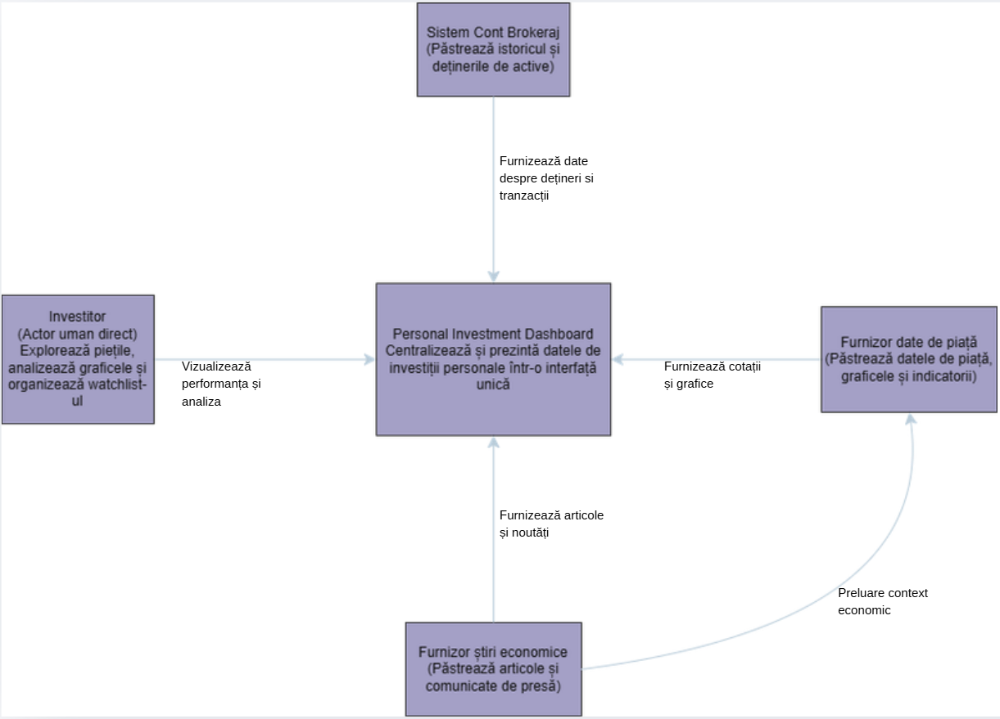 Sistem Cont Brokeraj
(Păstrează istoricul și
deținerile de active)
Furnizează date
despre dețineri si
tranzacții
Investitor
(Actor uman direct)
Explorează piețile,
analizează graficele și
organizează watchlist-
ul
Vizualizează
performanța și
analiza
Personal Investment Dashboard
Centralizează și prezintă datele de
investiții personale într-o interfață
unică
Furnizează cotații
și grafice
Furnizor date de piață
(Păstrează datele de piață,
graficele și indicatorii)
Furnizează articole
și noutăți
Preluare context
economic
Furnizor știri economice
(Păstrează articole și
comunicate de presă)